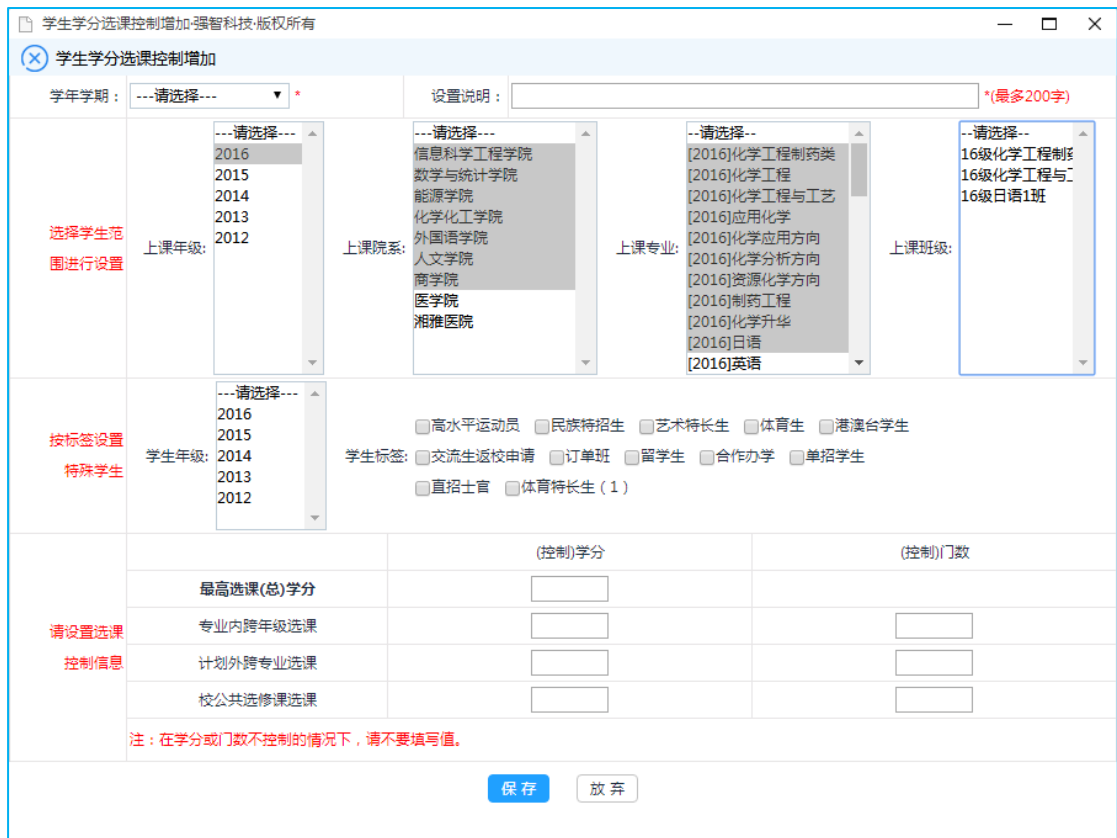 学生学分选课控制增加·强智科技·版权所有
学生学分选课控制增加
学年学期： ---请选择--- * 设置说明： *(最多200字)
选择学生范
围进行设置
上课年级:
---请选择---
2016
2015
2014
2013
2012
上课院系:
---请选择---
信息科学工程学院
数学与统计学院
能源学院
化学化工学院
外国语学院
人文学院
商学院
医学院
湘雅医院
上课专业:
--请选择--
[2016]化学工程制药类
[2016]化学工程
[2016]化学工程与工艺
[2016]应用化学
[2016]化学应用方向
[2016]化学分析方向
[2016]资源化学方向
[2016]制药工程
[2016]化学升华
[2016]日语
[2016]英语
上课班级:
--请选择--
16级化学工程制药
16级化学工程与工
16级日语1班
按标签设置
特殊学生
学生年级:
---请选择---
2016
2015
2014
2013
2012
学生标签:
高水平运动员 民族特招生 艺术特长生 体育生 港澳台学生
交流生返校申请 订单班 留学生 合作办学 单招学生
直招士官 体育特长生（1）
请设置选课
控制信息
(控制)学分 (控制)门数
最高选课(总)学分
专业内跨年级选课
计划外跨专业选课
校公共选修课选课
注：在学分或门数不控制的情况下，请不要填写值。
保 存 放 弃